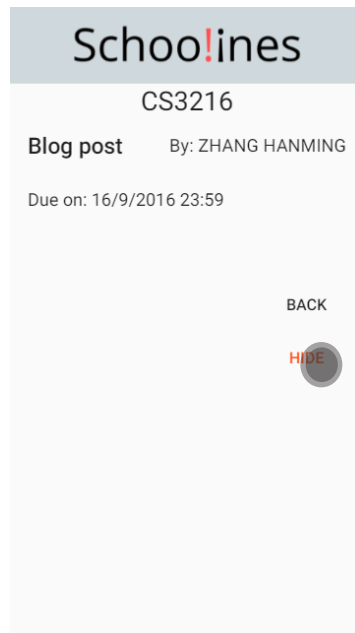 Schoo!ines
CS3216
Blog post By: ZHANG HANMING
Due on: 16/9/2016 23:59
BACK
HIDE